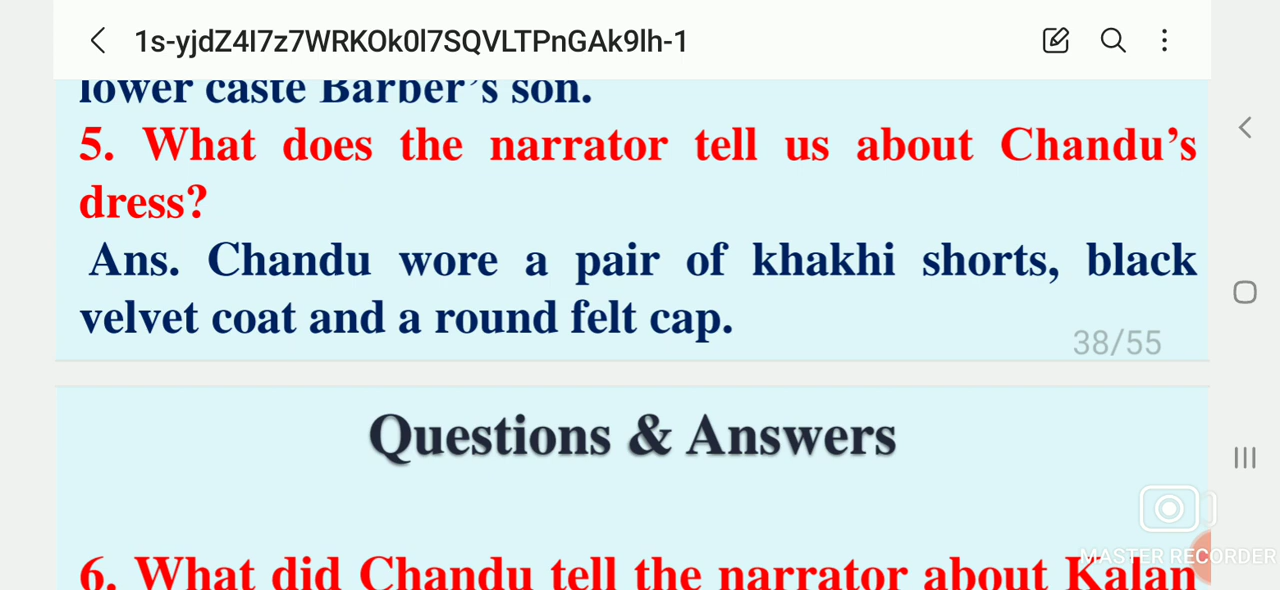 1s-yjdZ4I7z7WRKOk0l7SQVLTPnGAk9lh-1
lower caste Barber's son.
5. What does the narrator tell us about Chandu's
dress?
Ans. Chandu wore a pair of khakhi shorts, black
velvet coat and a round felt cap.
38/55
Questions & Answers
6. What did Chandu tell the narrator about Kalan
MASTER RECORDER